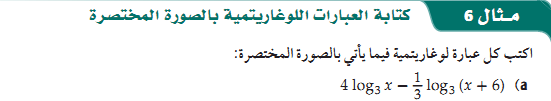 مثال 6 كتابة العبارات اللوغاريتمية بالصورة المختصرة
اكتب كل عبارة لوغاريتمية فيما يأتي بالصورة المختصرة:
(a 4 log₃ x − 1/3 log₃ (x + 6)